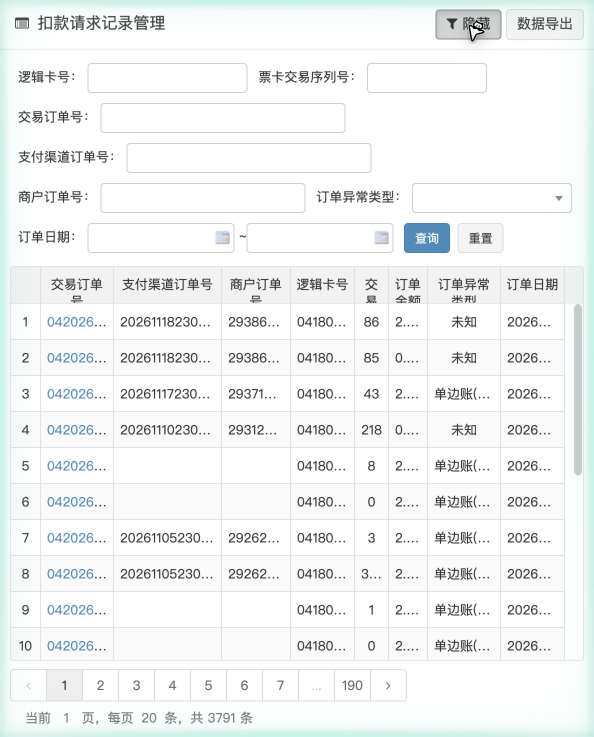 扣款请求记录管理
隐藏 数据导出
逻辑卡号: 票卡交易序列号:
交易订单号:
支付渠道订单号:
商户订单号: 订单异常类型:
订单日期: ~ 查询 重置
交易订单号 支付渠道订单号 商户订单号 逻辑卡号 交易 订单金额 订单异常类型 订单日期
1 042026... 20261118230... 29386... 04180... 86 2.... 未知 2026...
2 042026... 20261118230... 29386... 04180... 85 0.... 未知 2026...
3 042026... 20261117230... 29371... 04180... 43 2.... 单边账(... 2026...
4 042026... 20261110230... 29312... 04180... 218 0.... 未知 2026...
5 042026... 04180... 8 2.... 单边账(... 2026...
6 042026... 04180... 0 2.... 单边账(... 2026...
7 042026... 20261105230... 29262... 04180... 3 2.... 单边账(... 2026...
8 042026... 20261105230... 29262... 04180... 3... 2.... 单边账(... 2026...
9 042026... 04180... 1 2.... 单边账(... 2026...
10 042026... 04180... 0 2.... 单边账(... 2026...
‹ 1 2 3 4 5 6 7 ... 190 ›
当前 1 页, 每页 20 条, 共 3791 条